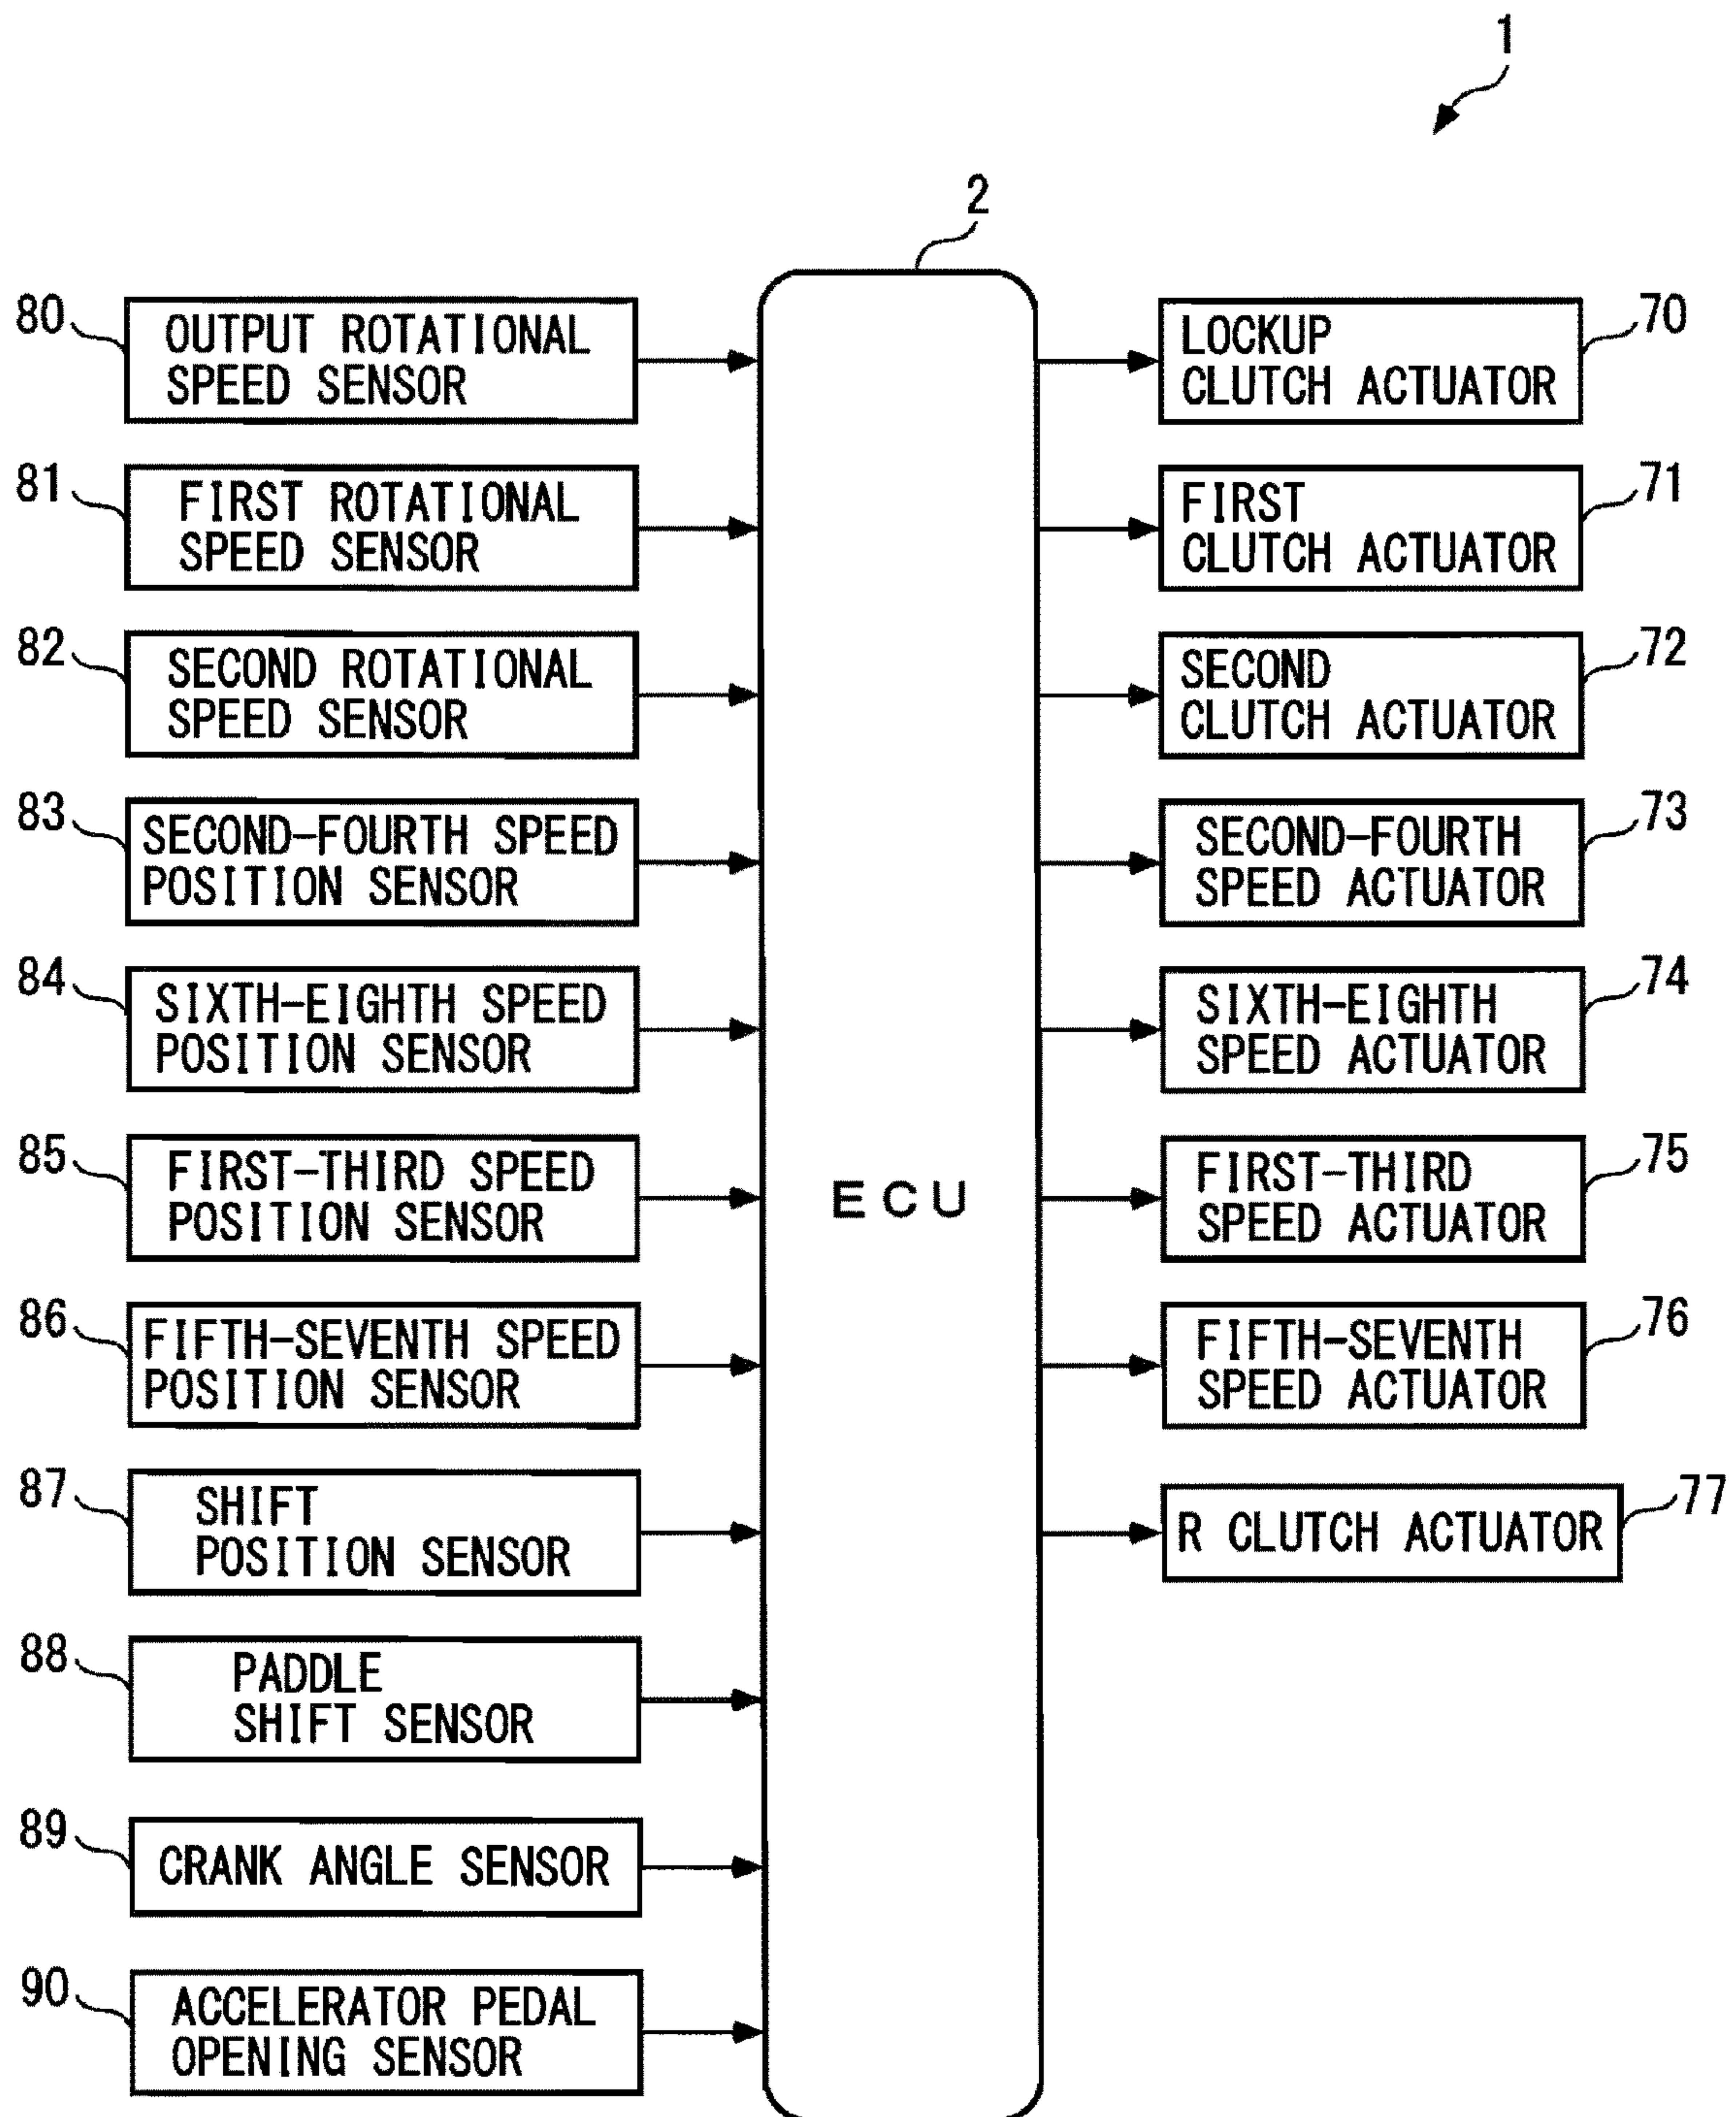 1
2
80
OUTPUT ROTATIONAL
SPEED SENSOR
81
FIRST ROTATIONAL
SPEED SENSOR
82
SECOND ROTATIONAL
SPEED SENSOR
83
SECOND-FOURTH SPEED
POSITION SENSOR
84
SIXTH-EIGHTH SPEED
POSITION SENSOR
85
FIRST-THIRD SPEED
POSITION SENSOR
86
FIFTH-SEVENTH SPEED
POSITION SENSOR
87
SHIFT
POSITION SENSOR
88
PADDLE
SHIFT SENSOR
89
CRANK ANGLE SENSOR
90
ACCELERATOR PEDAL
OPENING SENSOR
ECU
LOCKUP
CLUTCH ACTUATOR
70
FIRST
CLUTCH ACTUATOR
71
SECOND
CLUTCH ACTUATOR
72
SECOND-FOURTH
SPEED ACTUATOR
73
SIXTH-EIGHTH
SPEED ACTUATOR
74
FIRST-THIRD
SPEED ACTUATOR
75
FIFTH-SEVENTH
SPEED ACTUATOR
76
R CLUTCH ACTUATOR
77